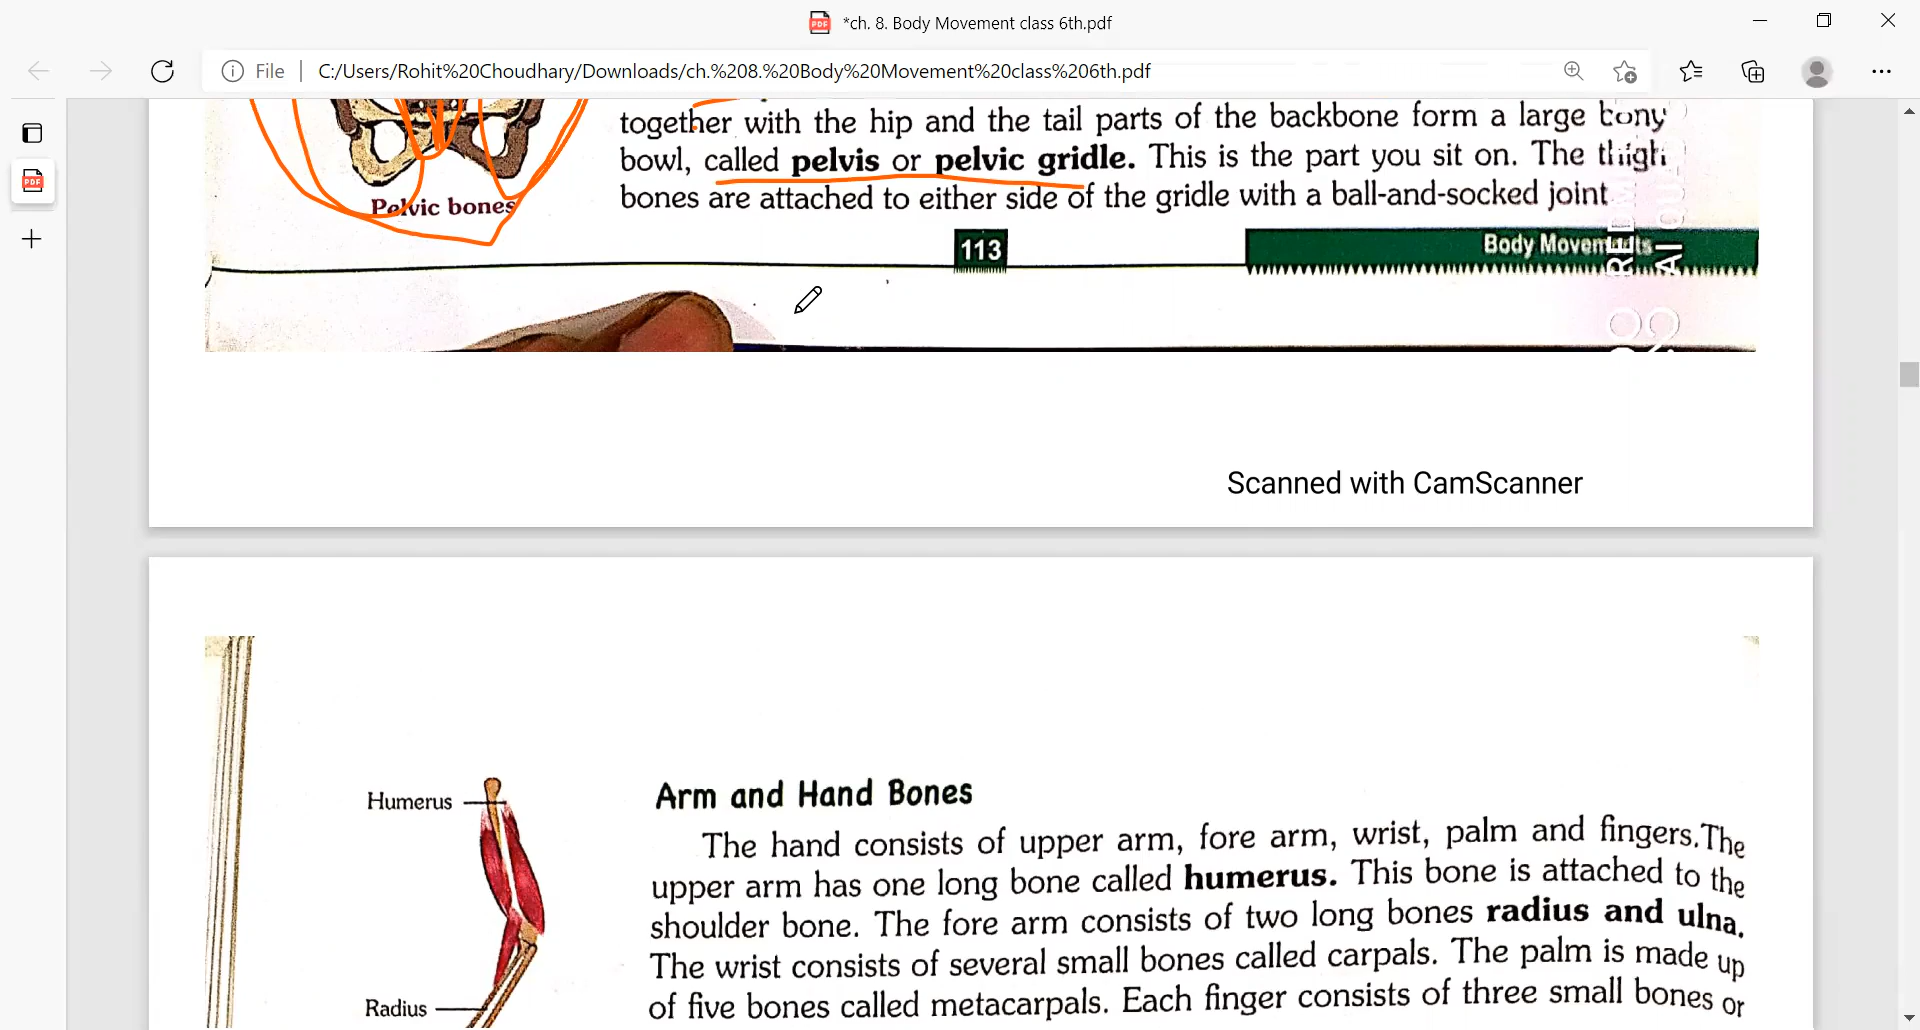 *ch. 8. Body Movement class 6th.pdf
File | C:/Users/Rohit%20Choudhary/Downloads/ch.%208.%20Body%20Movement%20class%206th.pdf
together with the hip and the tail parts of the backbone form a large bony
bowl, called pelvis or pelvic gridle. This is the part you sit on. The thigh
bones are attached to either side of the gridle with a ball-and-socked joint
Pelvic bones
113
Body Movements
Scanned with CamScanner
Humerus
Arm and Hand Bones
The hand consists of upper arm, fore arm, wrist, palm and fingers.The
upper arm has one long bone called humerus. This bone is attached to the
shoulder bone. The fore arm consists of two long bones radius and ulna.
The wrist consists of several small bones called carpals. The palm is made up
of five bones called metacarpals. Each finger consists of three small bones or
Radius